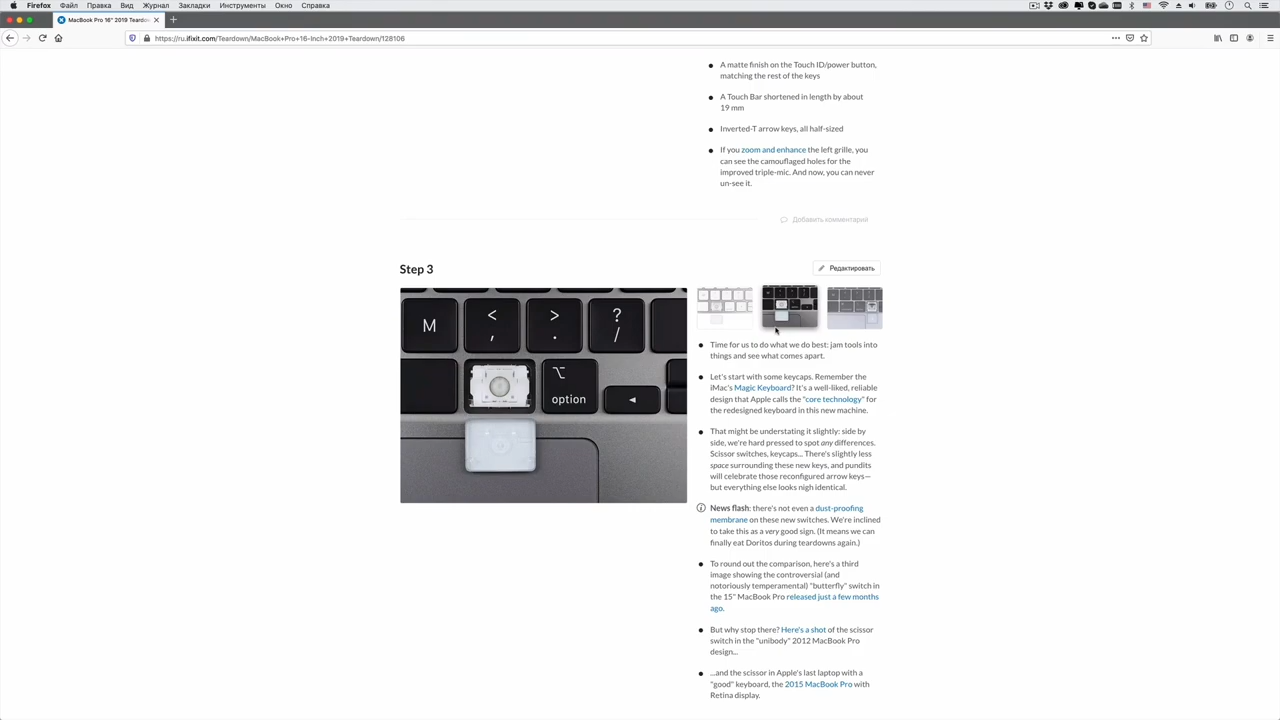 Firefox Файл Правка Вид Журнал Закладки Инструменты Окно Справка
MacBook Pro 16" 2019 Teardown
https://ru.ifixit.com/Teardown/MacBook+Pro+16-Inch+2019+Teardown/128106
A matte finish on the Touch ID/power button,
matching the rest of the keys
A Touch Bar shortened in length by about
19 mm
Inverted-T arrow keys, all half-sized
If you zoom and enhance the left grille, you
can see the camouflaged holes for the
improved triple-mic. And now, you can never
un-see it.
Добавить комментарий
Step 3
Редактировать
M < , > . ? /
option
Time for us to do what we do best: jam tools into
things and see what comes apart.
Let's start with some keycaps. Remember the
iMac's Magic Keyboard? It's a well-liked, reliable
design that Apple calls the "core technology" for
the redesigned keyboard in this new machine.
That might be understating it slightly: side by
side, we're hard pressed to spot any differences.
Scissor switches, keycaps... There's slightly less
space surrounding these new keys, and pundits
will celebrate those reconfigured arrow keys—
but everything else looks nigh identical.
News flash: there's not even a dust-proofing
membrane on these new switches. We're inclined
to take this as a very good sign. (It means we can
finally eat Doritos during teardowns again.)
To round out the comparison, here's a third
image showing the controversial (and
notoriously temperamental) "butterfly" switch in
the 15" MacBook Pro released just a few months
ago.
But why stop there? Here's a shot of the scissor
switch in the "unibody" 2012 MacBook Pro
design...
...and the scissor in Apple's last laptop with a
"good" keyboard, the 2015 MacBook Pro with
Retina display.